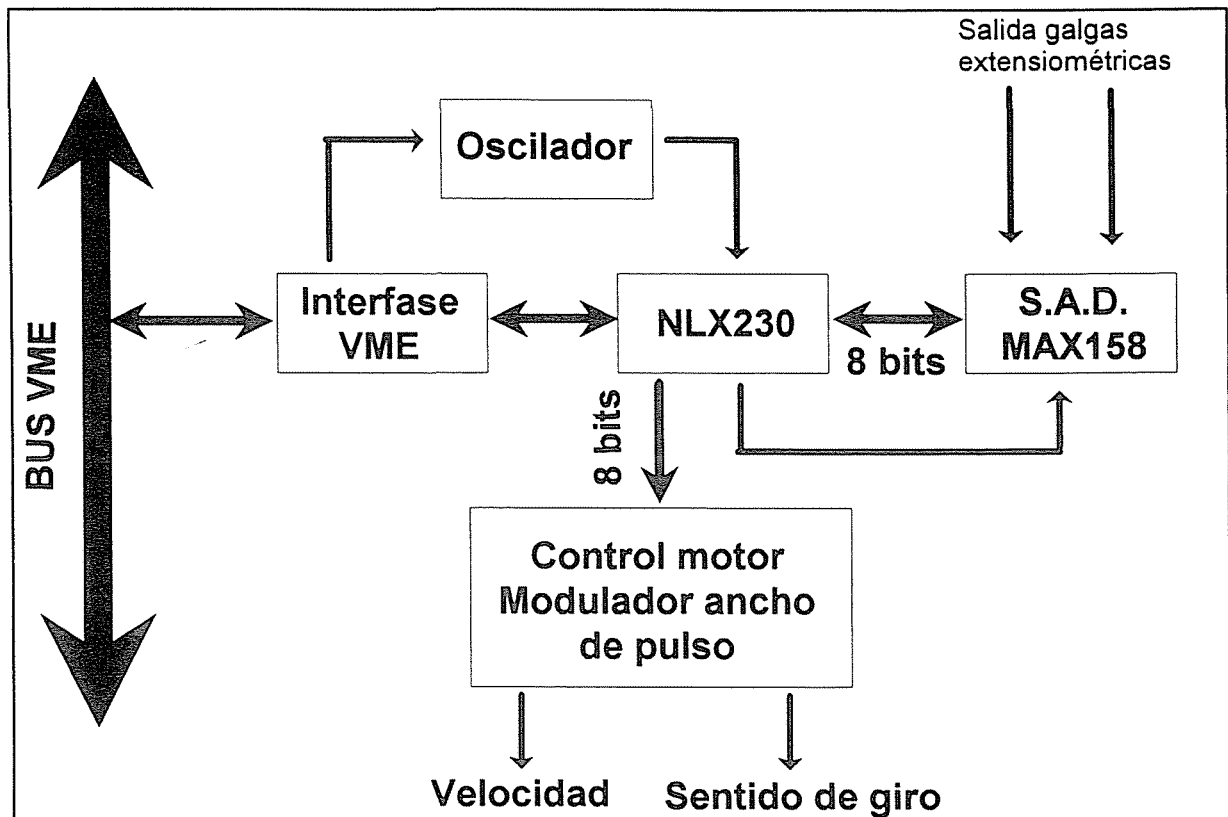 Salida galgas
extensiométricas
Oscilador
BUS VME
Interfase
VME
NLX230
8 bits
S.A.D.
MAX158
8 bits
Control motor
Modulador ancho
de pulso
Velocidad
Sentido de giro